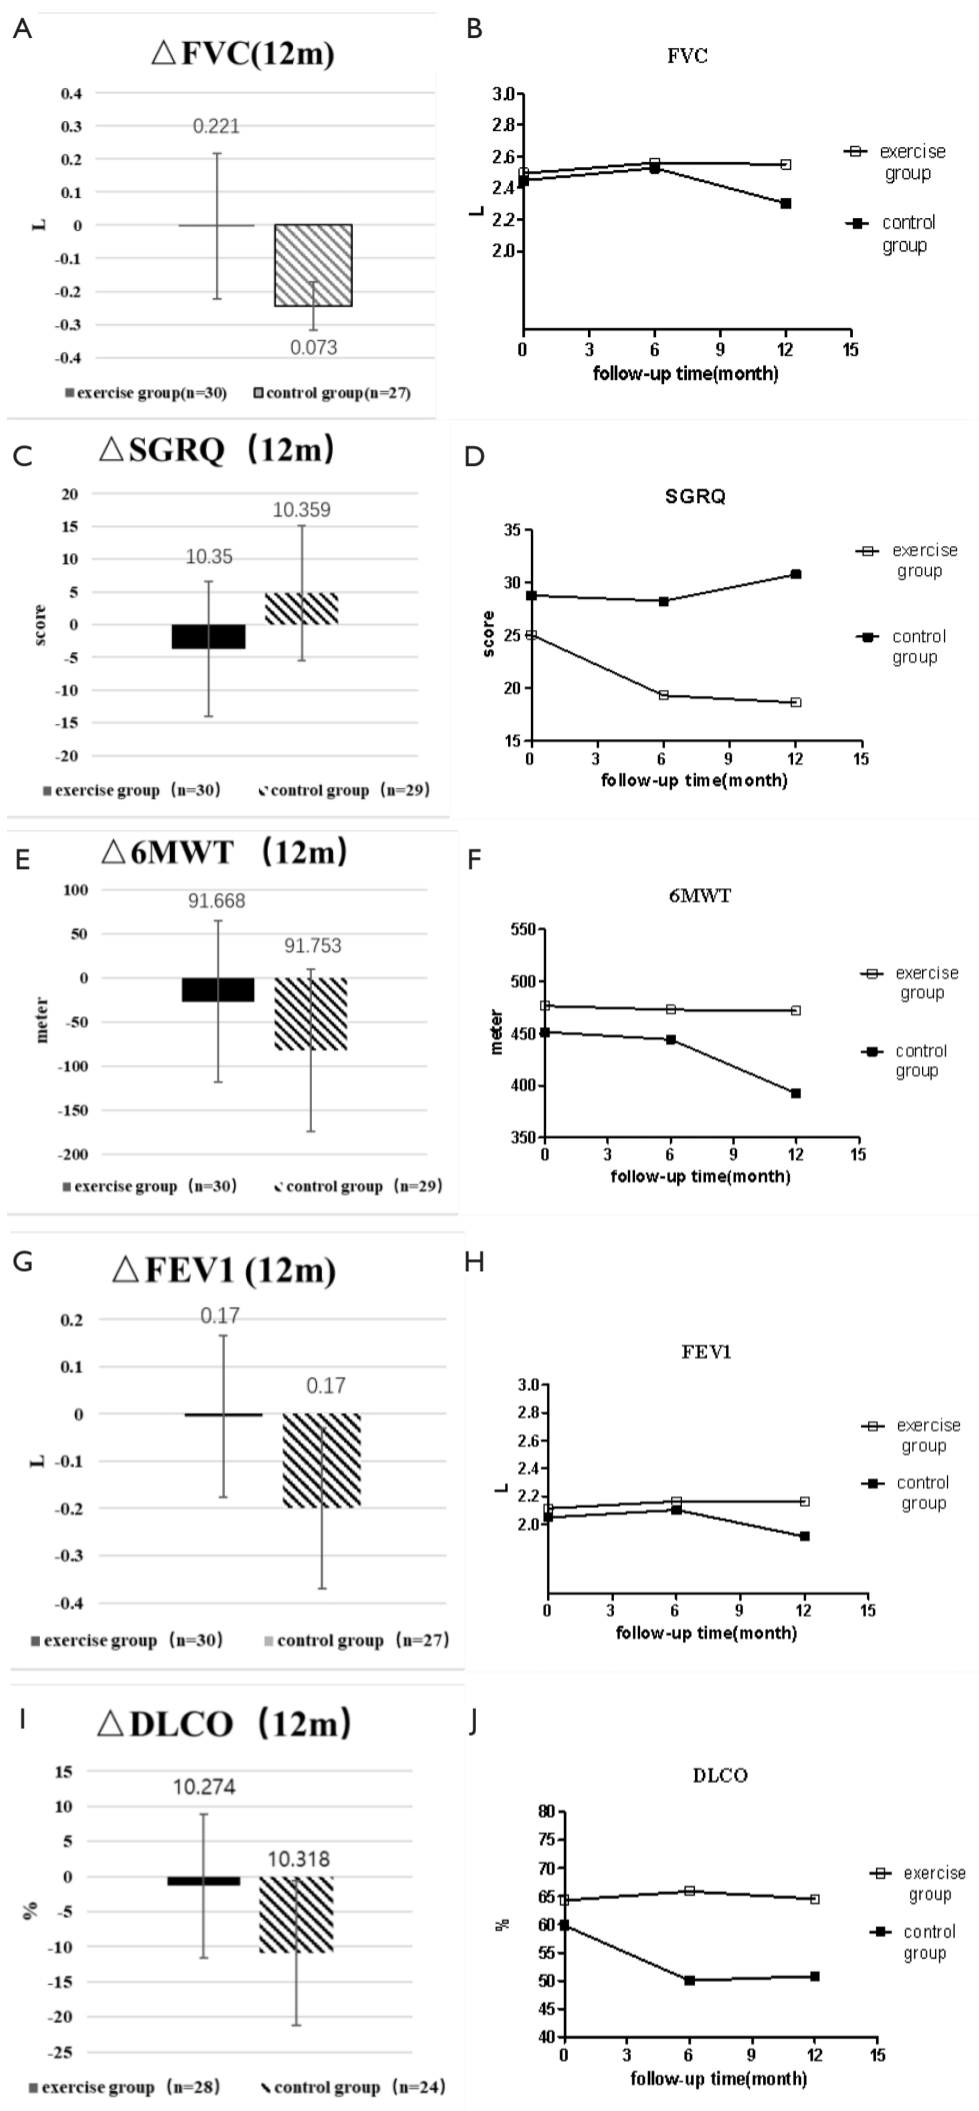 A
△FVC(12m)
0.4
0.3
0.2
0.1
0
-0.1
-0.2
-0.3
-0.4
L
0.221
0.073
exercise group(n=30)
control group(n=27)
B
FVC
3.0
2.8
2.6
2.4
2.2
2.0
L
0 3 6 9 12 15
follow-up time(month)
exercise
group
control
group
C
△SGRQ (12m)
20
15
10
5
0
-5
-10
-15
-20
score
10.35
10.359
exercise group (n=30)
control group (n=29)
D
SGRQ
35
30
25
20
15
score
0 3 6 9 12 15
follow-up time(month)
exercise
group
control
group
E
△6MWT (12m)
100
50
0
-50
-100
-150
-200
meter
91.668
91.753
exercise group (n=30)
control group (n=29)
F
6MWT
550
500
450
400
350
meter
0 3 6 9 12 15
follow-up time(month)
exercise
group
control
group
G
△FEV1 (12m)
0.2
0.1
0
-0.1
-0.2
-0.3
-0.4
L
0.17
0.17
exercise group (n=30)
control group (n=27)
H
FEV1
3.0
2.8
2.6
2.4
2.2
2.0
L
0 3 6 9 12 15
follow-up time(month)
exercise
group
control
group
I
△DLCO (12m)
15
10
5
0
-5
-10
-15
-20
-25
%
10.274
10.318
exercise group (n=28)
control group (n=24)
J
DLCO
80
75
70
65
60
55
50
45
40
%
0 3 6 9 12 15
follow-up time(month)
exercise
group
control
group